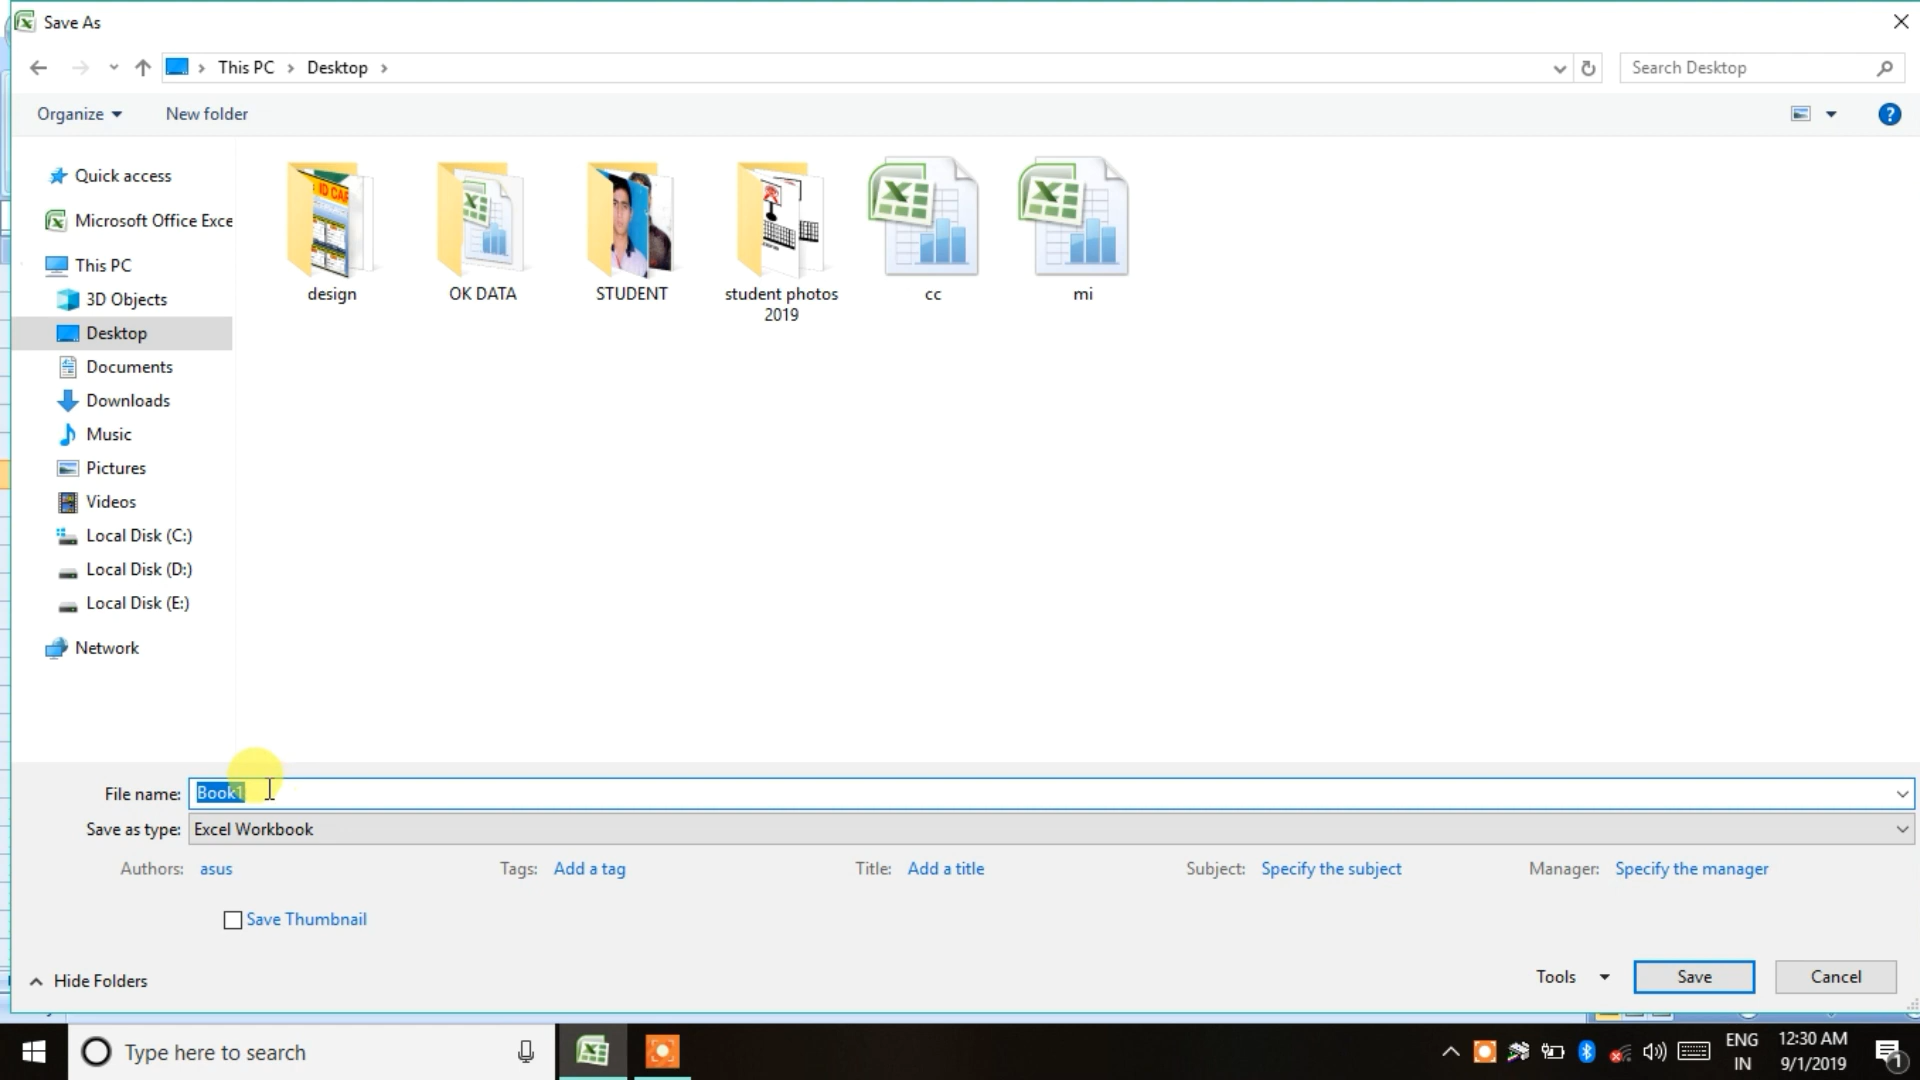 Save As
This PC
Desktop
Search Desktop
Organize
New folder
Quick access
Microsoft Office Exce
This PC
3D Objects
Desktop
Documents
Downloads
Music
Pictures
Videos
Local Disk (C:)
Local Disk (D:)
Local Disk (E:)
Network
design
OK DATA
STUDENT
student photos
2019
cc
mi
File name: Book1
Save as type: Excel Workbook
Authors: asus Tags: Add a tag Title: Add a title Subject: Specify the subject Manager: Specify the manager
Save Thumbnail
Hide Folders
Tools
Save
Cancel
Type here to search
ENG
IN
12:30 AM
9/1/2019
1